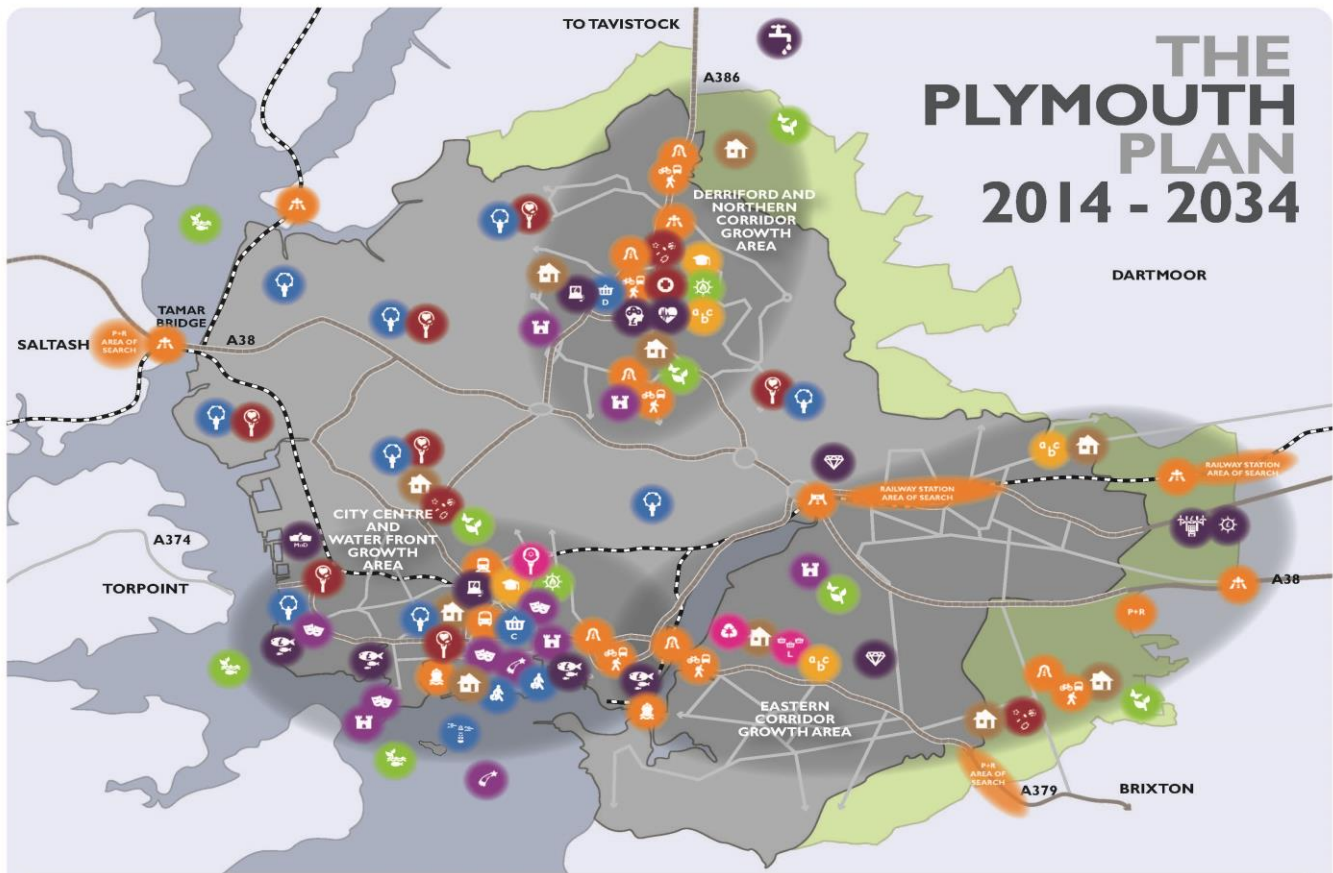 TO TAVISTOCK
A386
THE
PLYMOUTH
PLAN
2014 - 2034
DERRIFORD AND
NORTHERN
CORRIDOR
GROWTH
AREA
DARTMOOR
TAMAR
BRIDGE
SALTASH
P+R
AREA OF
SEARCH
A38
D
a b c
a b c
RAILWAY STATION
AREA OF SEARCH
RAILWAY STATION
AREA OF SEARCH
CITY CENTRE
AND
WATER FRONT
GROWTH
AREA
MoD
A374
TORPOINT
C
A38
P+R
L
a b c
EASTERN
CORRIDOR
GROWTH AREA
P+R
AREA OF
SEARCH
A379
BRIXTON